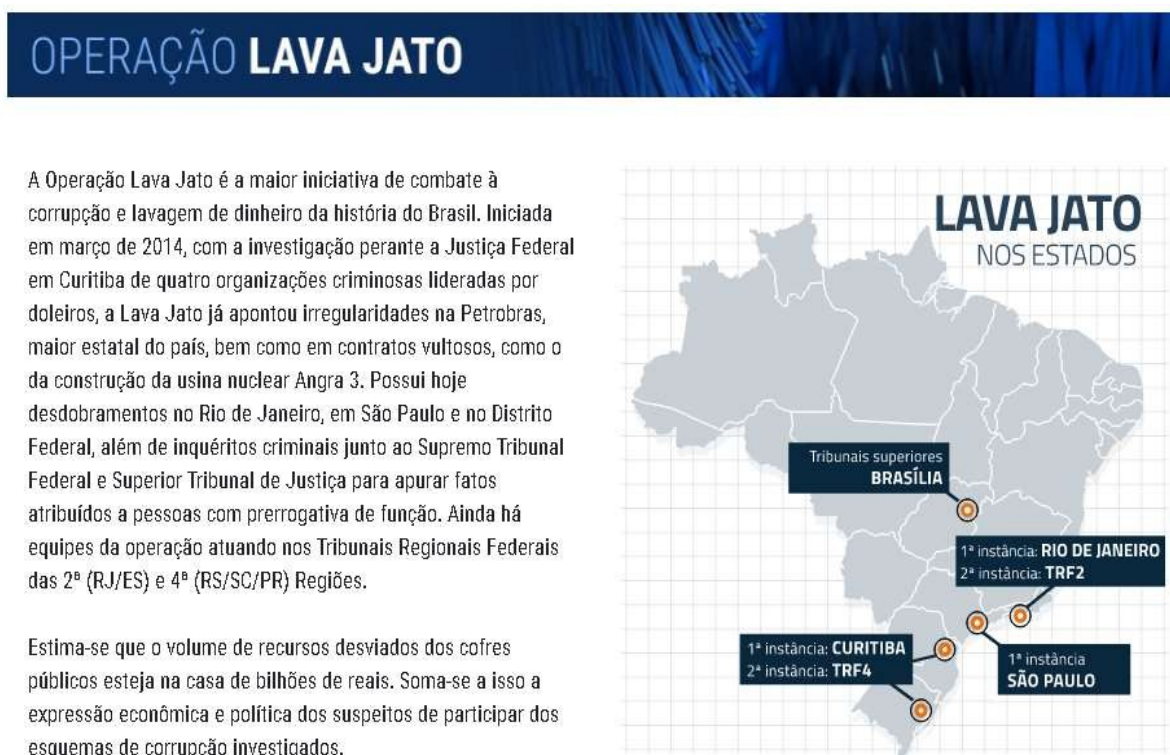 OPERAÇÃO LAVA JATO
A Operação Lava Jato é a maior iniciativa de combate à
corrupção e lavagem de dinheiro da história do Brasil. Iniciada
em março de 2014, com a investigação perante a Justiça Federal
em Curitiba de quatro organizações criminosas lideradas por
doleiros, a Lava Jato já apontou irregularidades na Petrobras,
maior estatal do país, bem como em contratos vultosos, como o
da construção da usina nuclear Angra 3. Possui hoje
desdobramentos no Rio de Janeiro, em São Paulo e no Distrito
Federal, além de inquéritos criminais junto ao Supremo Tribunal
Federal e Superior Tribunal de Justiça para apurar fatos
atribuídos a pessoas com prerrogativa de função. Ainda há
equipes da operação atuando nos Tribunais Regionais Federais
das 2ª (RJ/ES) e 4ª (RS/SC/PR) Regiões.
Estima-se que o volume de recursos desviados dos cofres
públicos esteja na casa de bilhões de reais. Soma-se a isso a
expressão econômica e política dos suspeitos de participar dos
esquemas de corrupção investigados.
LAVA JATO
NOS ESTADOS
Tribunais superiores
BRASÍLIA
1ª instância: RIO DE JANEIRO
2ª instância: TRF2
1ª instância: CURITIBA
2ª instância: TRF4
1ª instância
SÃO PAULO